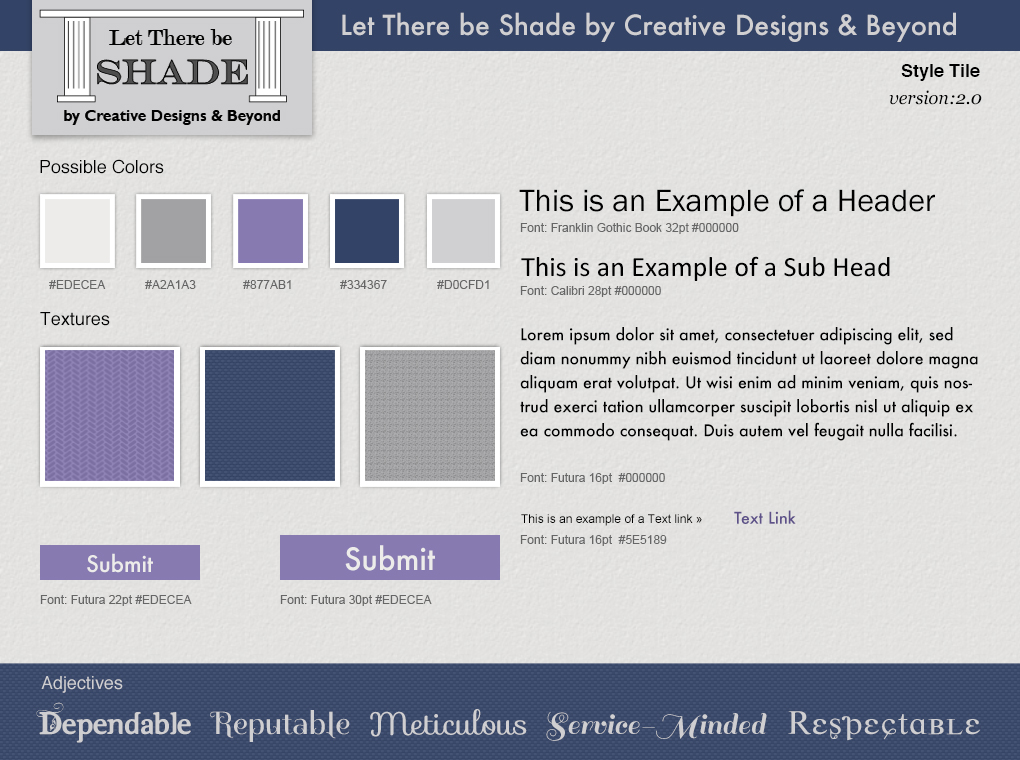 Let There be
SHADE
by Creative Designs & Beyond
Let There be Shade by Creative Designs & Beyond
Style Tile
version:2.0
Possible Colors
#EDECEA
#A2A1A3
#877AB1
#334367
#D0CFD1
Textures
Submit
Font: Futura 22pt #EDECEA
Submit
Font: Futura 30pt #EDECEA
This is an Example of a Header
Font: Franklin Gothic Book 32pt #000000
This is an Example of a Sub Head
Font: Calibri 28pt #000000
Lorem ipsum dolor sit amet, consectetuer adipiscing elit, sed
diam nonummy nibh euismod tincidunt ut laoreet dolore magna
aliquam erat volutpat. Ut wisi enim ad minim veniam, quis nos-
trud exerci tation ullamcorper suscipit lobortis nisl ut aliquip ex
ea commodo consequat. Duis autem vel feugait nulla facilisi.
Font: Futura 16pt #000000
This is an example of a Text link » Text Link
Font: Futura 16pt #5E5189
Adjectives
Dependable Reputable Meticulous Service-Minded Respectable